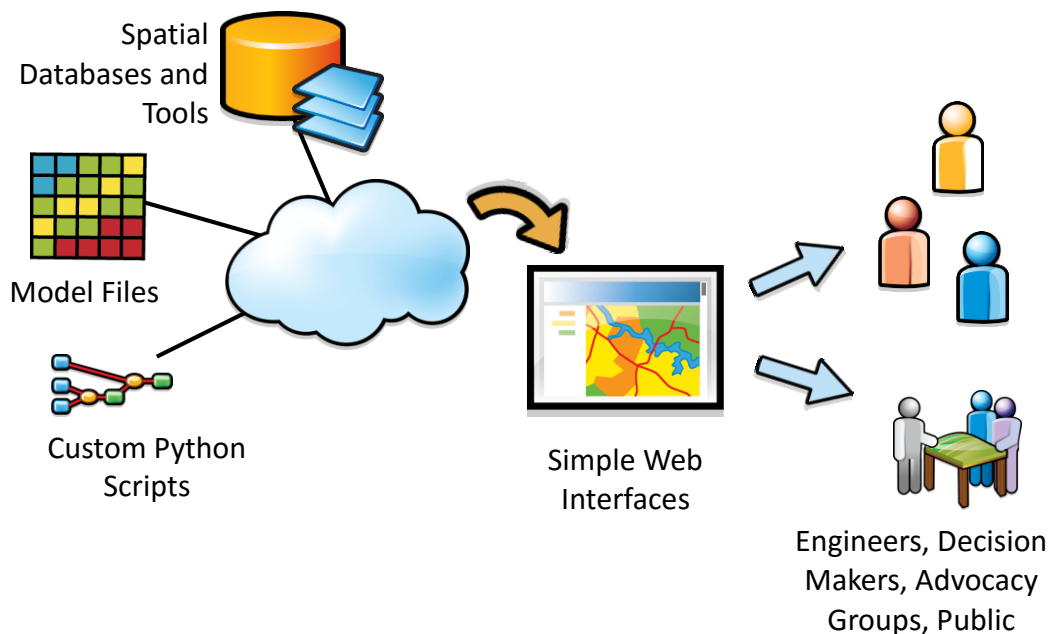 Spatial
Databases and
Tools
Model Files
Custom Python
Scripts
Simple Web
Interfaces
Engineers, Decision
Makers, Advocacy
Groups, Public